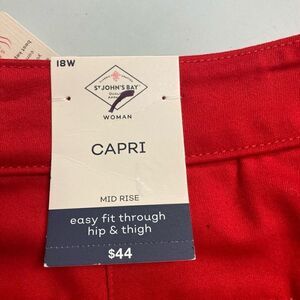 18W
ST JOHN'S BAY
WOMAN
CAPRI
MID RISE
easy fit through
hip & thigh
$44